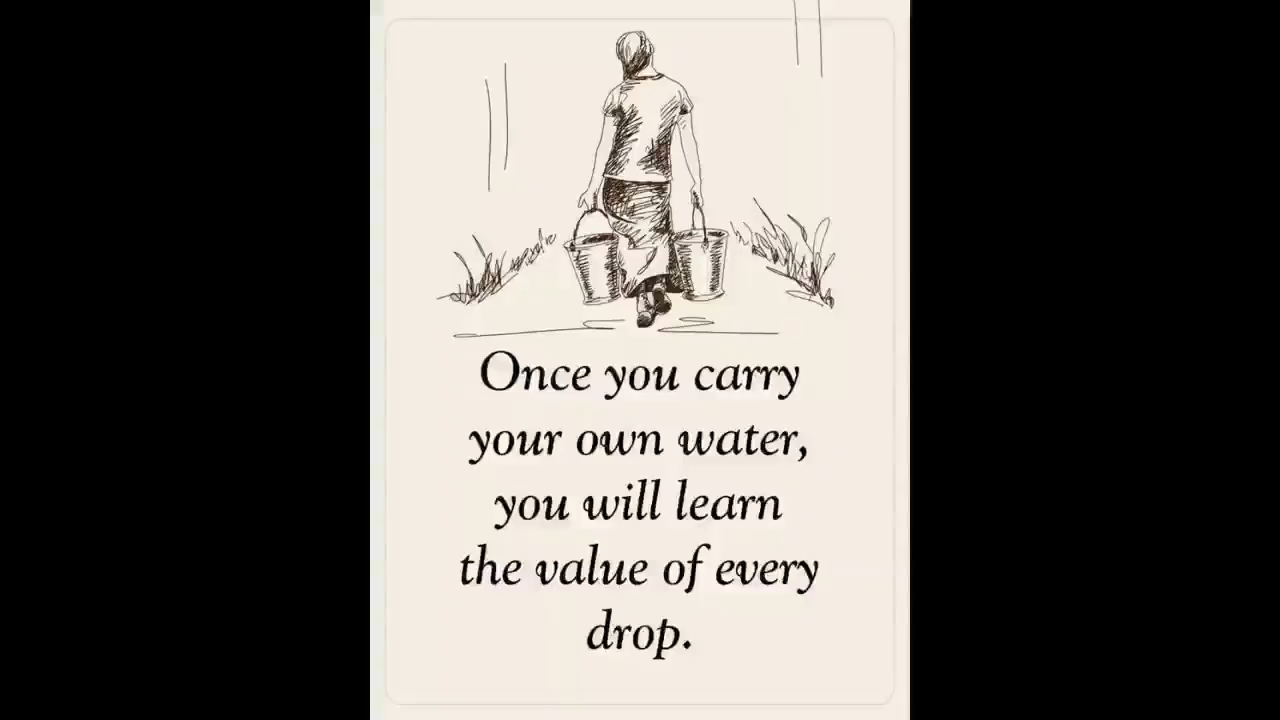 Once you carry
your own water,
you will learn
the value of every
drop.